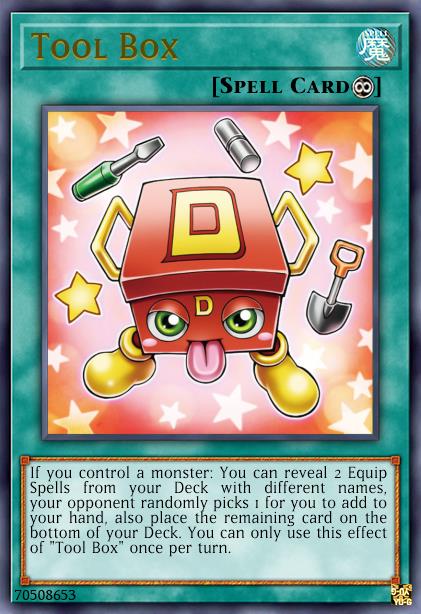 Tool Box
SPELL
魔
[Spell Card]
D
D
If you control a monster: You can reveal 2 Equip
Spells from your Deck with different names,
your opponent randomly picks 1 for you to add to
your hand, also place the remaining card on the
bottom of your Deck. You can only use this effect
of "Tool Box" once per turn.
70508653